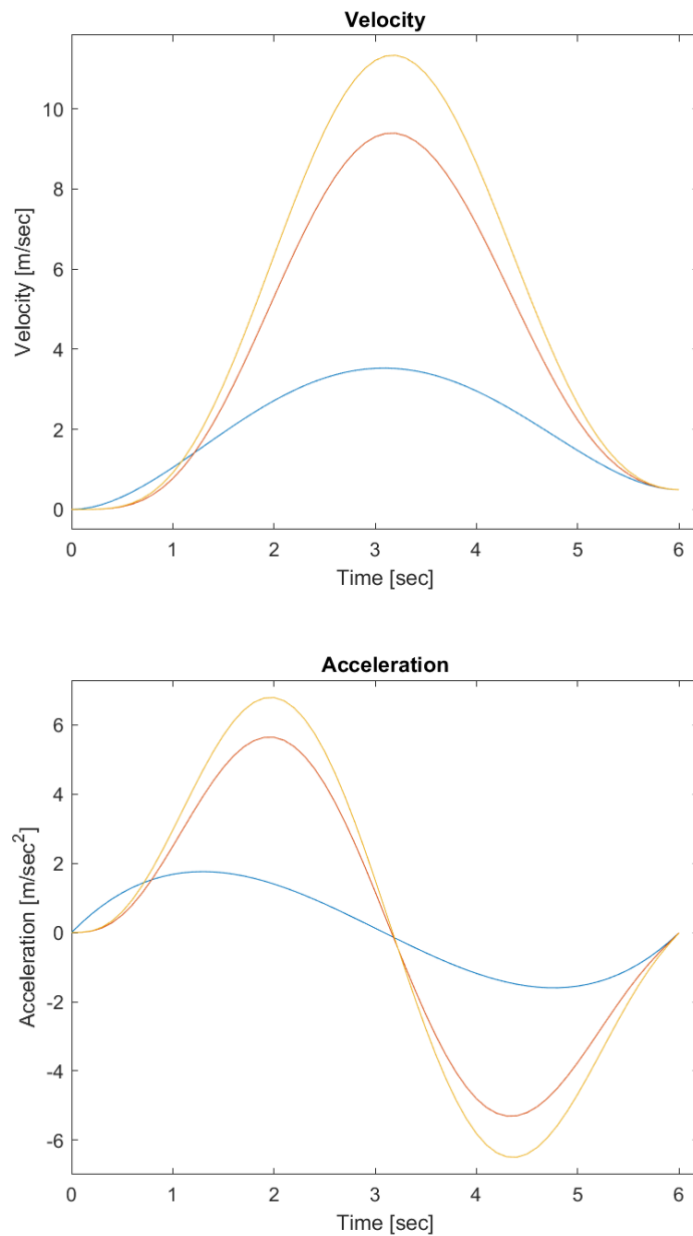 Velocity
Velocity [m/sec]
10
8
6
4
2
0
0 1 2 3 4 5 6
Time [sec]
Acceleration
Acceleration [m/sec²]
6
4
2
0
-2
-4
-6
0 1 2 3 4 5 6
Time [sec]